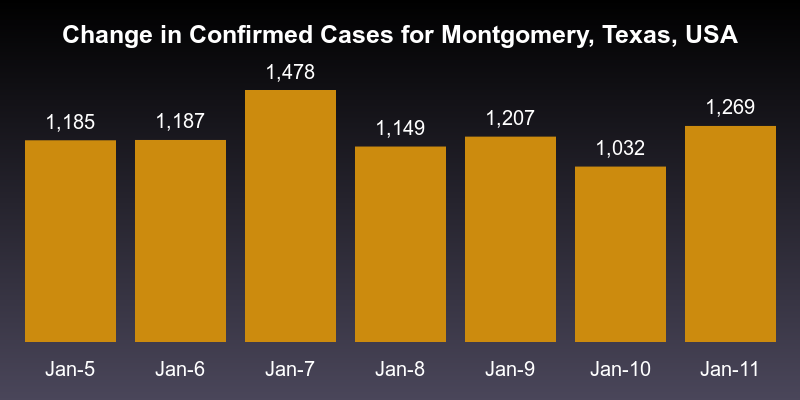 Change in Confirmed Cases for Montgomery, Texas, USA
1,185
1,187
1,478
1,149
1,207
1,032
1,269
Jan-5
Jan-6
Jan-7
Jan-8
Jan-9
Jan-10
Jan-11